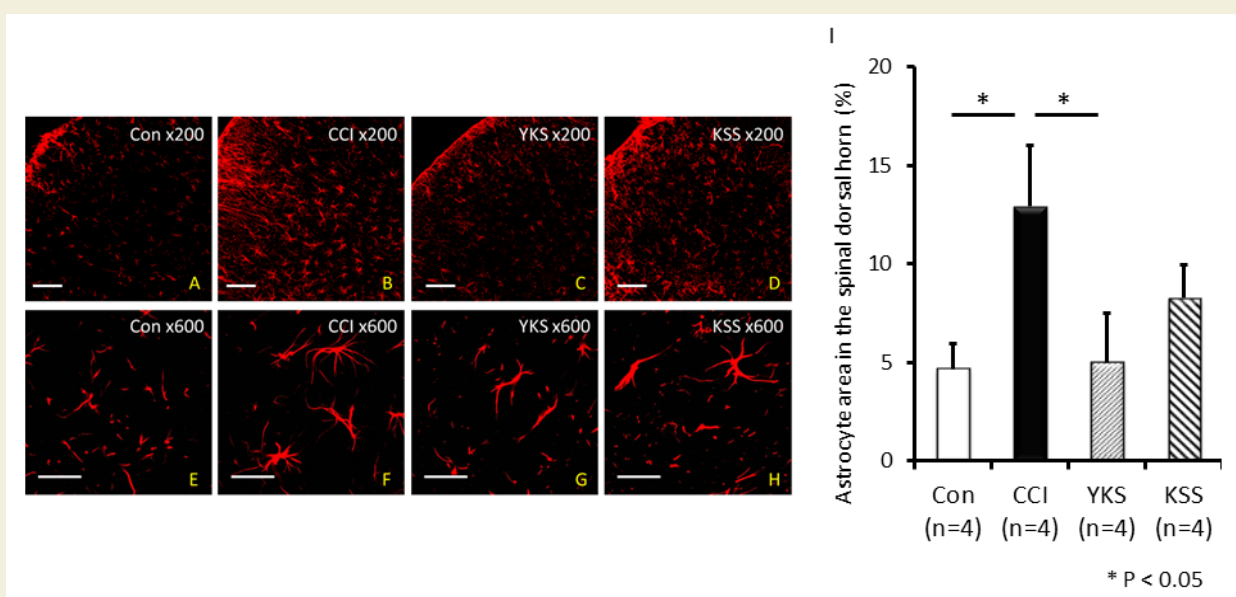 Con x200
CCI x200
YKS x200
KSS x200
A
B
C
D
Con x600
CCI x600
YKS x600
KSS x600
E
F
G
H
I
Astrocyte area in the spinal dorsal horn (%)
20
15
10
5
0
* *
Con CCI YKS KSS
(n=4) (n=4) (n=4) (n=4)
* P < 0.05